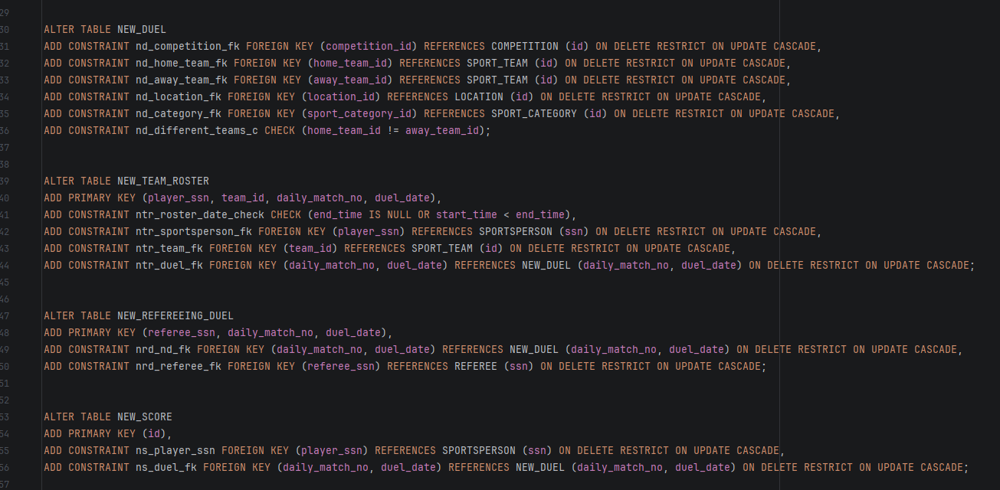 29
30 ALTER TABLE NEW_DUEL
31 ADD CONSTRAINT nd_competition_fk FOREIGN KEY (competition_id) REFERENCES COMPETITION (id) ON DELETE RESTRICT ON UPDATE CASCADE,
32 ADD CONSTRAINT nd_home_team_fk FOREIGN KEY (home_team_id) REFERENCES SPORT_TEAM (id) ON DELETE RESTRICT ON UPDATE CASCADE,
33 ADD CONSTRAINT nd_away_team_fk FOREIGN KEY (away_team_id) REFERENCES SPORT_TEAM (id) ON DELETE RESTRICT ON UPDATE CASCADE,
34 ADD CONSTRAINT nd_location_fk FOREIGN KEY (location_id) REFERENCES LOCATION (id) ON DELETE RESTRICT ON UPDATE CASCADE,
35 ADD CONSTRAINT nd_category_fk FOREIGN KEY (sport_category_id) REFERENCES SPORT_CATEGORY (id) ON DELETE RESTRICT ON UPDATE CASCADE,
36 ADD CONSTRAINT nd_different_teams_c CHECK (home_team_id != away_team_id);
37
38
39 ALTER TABLE NEW_TEAM_ROSTER
40 ADD PRIMARY KEY (player_ssn, team_id, daily_match_no, duel_date),
41 ADD CONSTRAINT ntr_roster_date_check CHECK (end_time IS NULL OR start_time < end_time),
42 ADD CONSTRAINT ntr_sportsperson_fk FOREIGN KEY (player_ssn) REFERENCES SPORTSPERSON (ssn) ON DELETE RESTRICT ON UPDATE CASCADE,
43 ADD CONSTRAINT ntr_team_fk FOREIGN KEY (team_id) REFERENCES SPORT_TEAM (id) ON DELETE RESTRICT ON UPDATE CASCADE,
44 ADD CONSTRAINT ntr_duel_fk FOREIGN KEY (daily_match_no, duel_date) REFERENCES NEW_DUEL (daily_match_no, duel_date) ON DELETE RESTRICT ON UPDATE CASCADE;
45
46
47 ALTER TABLE NEW_REFEREEING_DUEL
48 ADD PRIMARY KEY (referee_ssn, daily_match_no, duel_date),
49 ADD CONSTRAINT nrd_nd_fk FOREIGN KEY (daily_match_no, duel_date) REFERENCES NEW_DUEL (daily_match_no, duel_date) ON DELETE RESTRICT ON UPDATE CASCADE,
50 ADD CONSTRAINT nrd_referee_fk FOREIGN KEY (referee_ssn) REFERENCES REFEREE (ssn) ON DELETE RESTRICT ON UPDATE CASCADE;
51
52
53 ALTER TABLE NEW_SCORE
54 ADD PRIMARY KEY (id),
55 ADD CONSTRAINT ns_player_ssn FOREIGN KEY (player_ssn) REFERENCES SPORTSPERSON (ssn) ON DELETE RESTRICT ON UPDATE CASCADE,
56 ADD CONSTRAINT ns_duel_fk FOREIGN KEY (daily_match_no, duel_date) REFERENCES NEW_DUEL (daily_match_no, duel_date) ON DELETE RESTRICT ON UPDATE CASCADE;
57